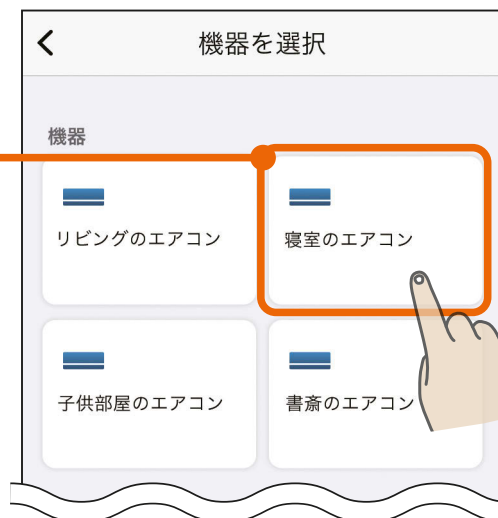 機器を選択
機器
リビングのエアコン
寝室のエアコン
子供部屋のエアコン
書斎のエアコン